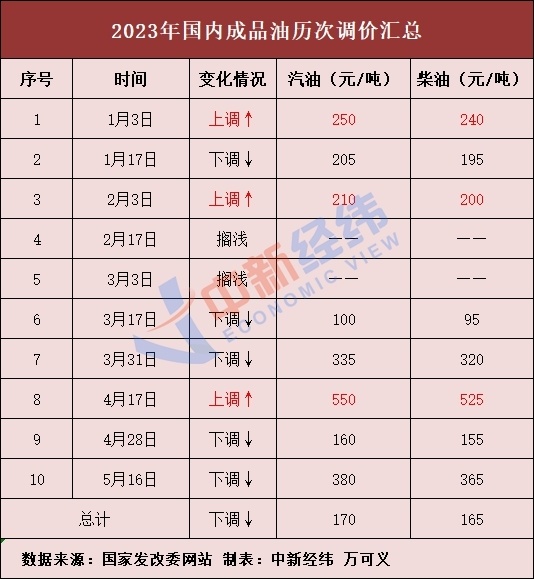 2023年国内成品油历次调价汇总
序号 时间 变化情况 汽油（元/吨） 柴油（元/吨）
1 1月3日 上调↑ 250 240
2 1月17日 下调↓ 205 195
3 2月3日 上调↑ 210 200
4 2月17日 搁浅 —— ——
5 3月3日 搁浅 —— ——
6 3月17日 下调↓ 100 95
7 3月31日 下调↓ 335 320
8 4月17日 上调↑ 550 525
9 4月28日 下调↓ 160 155
10 5月16日 下调↓ 380 365
总计 下调↓ 170 165
数据来源：国家发改委网站 制表：中新经纬 万可义
中新经纬
ECONOMIC VIEW